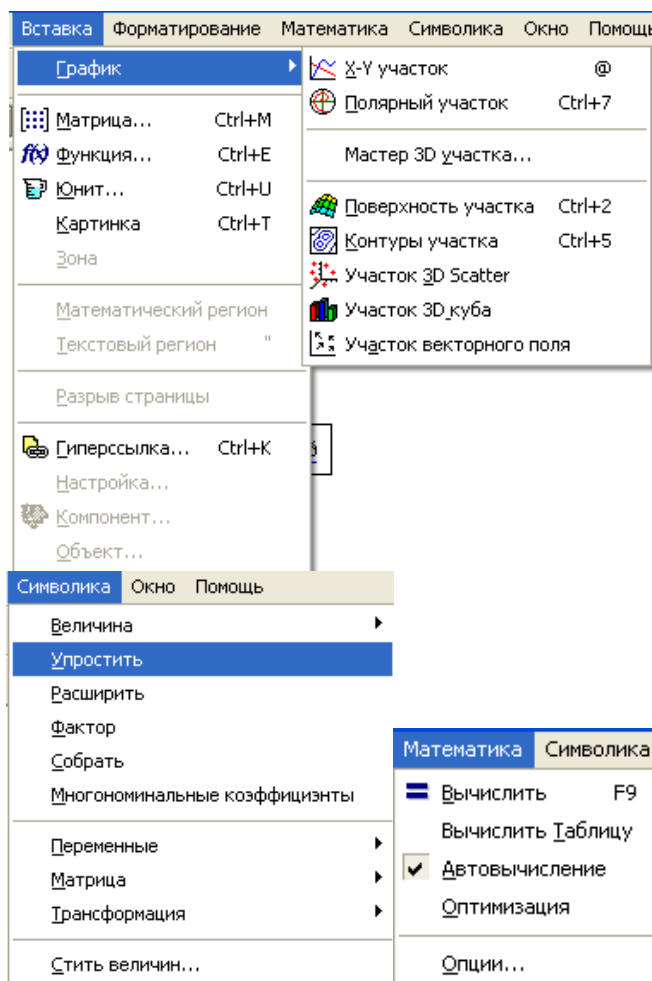 Вставка Форматирование Математика Символика Окно Помощь
График
X-Y участок @
Полярный участок Ctrl+7
Мастер 3D участка...
Поверхность участка Ctrl+2
Контуры участка Ctrl+5
Участок 3D Scatter
Участок 3D куба
Участок векторного поля
Матрица... Ctrl+M
f(x) Функция... Ctrl+E
Юнит... Ctrl+U
Картинка Ctrl+T
Зона
Математический регион
Текстовый регион "
Разрыв страницы
Гиперссылка... Ctrl+K
Настройка...
Компонент...
Объект...
Символика Окно Помощь
Величина
Упростить
Расширить
Фактор
Собрать
Многономинальные коэффициэнты
Переменные
Матрица
Трансформация
Стить величин...
Математика Символика
Вычислить F9
Вычислить Таблицу
Автовычисление
Оптимизация
Опции...